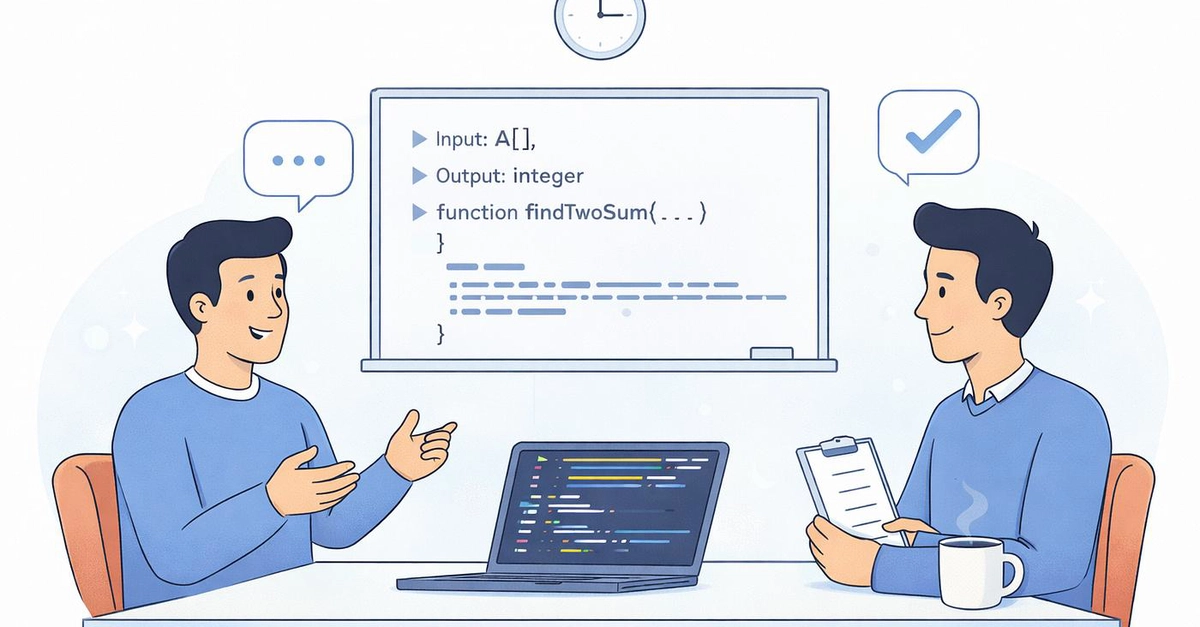 Input: A[],
Output: integer
function findTwoSum(...)
}
}